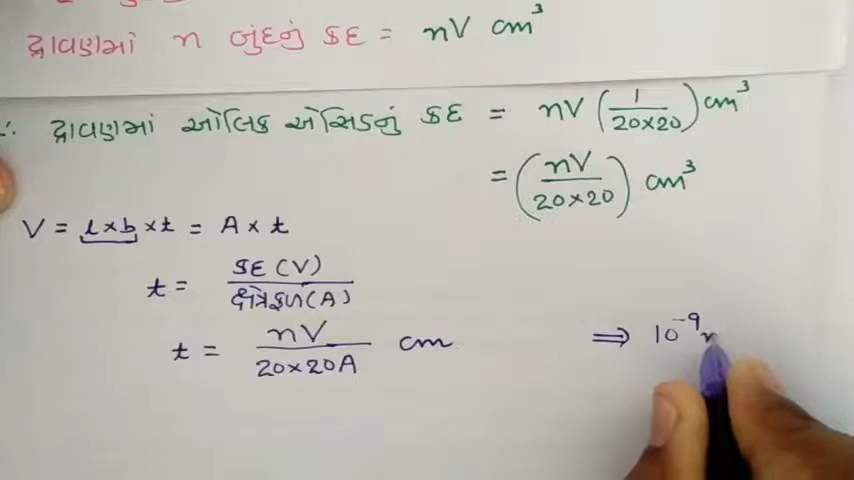 દ્રાવણમાં n બુંદનું કદ = nV cm³
∴ દ્રાવણમાં ઓલિક એસિડનું કદ = nV (1/20×20) cm³
= (nV/20×20) cm³
V = l×b×t = A×t
t = કદ(V)/ક્ષેત્રફળ(A)
t = nV/20×20A cm ⇒ 10⁻⁹